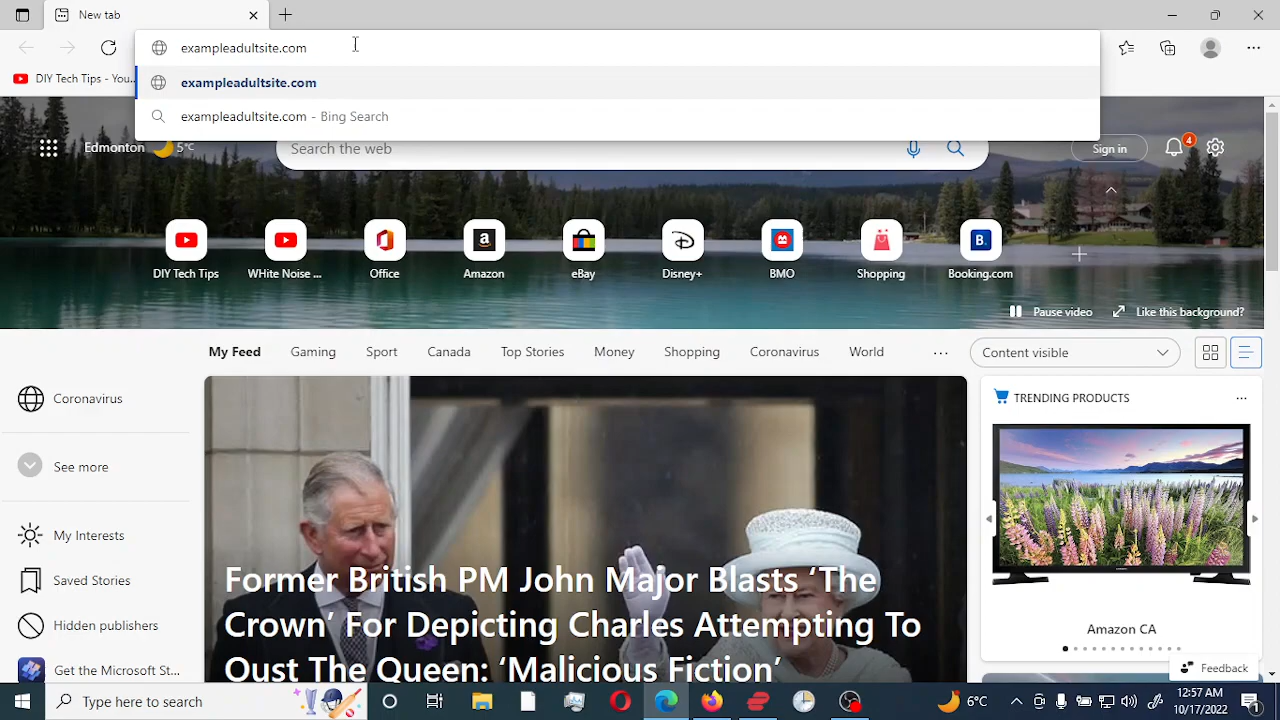 New tab
exampleadultsite.com
DIY Tech Tips - You...
exampleadultsite.com
exampleadultsite.com - Bing Search
Edmonton 5°C
Search the web
Sign in
4
DIY Tech Tips
WHite Noise ...
Office
Amazon
eBay
Disney+
BMO
Shopping
Booking.com
Pause video
Like this background?
My Feed Gaming Sport Canada Top Stories Money Shopping Coronavirus World ... Content visible
Coronavirus
See more
My Interests
Saved Stories
Hidden publishers
Get the Microsoft St...
Former British PM John Major Blasts ‘The
Crown’ For Depicting Charles Attempting To
Oust The Queen: ‘Malicious Fiction’
TRENDING PRODUCTS
Amazon CA
Feedback
Type here to search
6°C
12:57 AM
10/17/2022
1